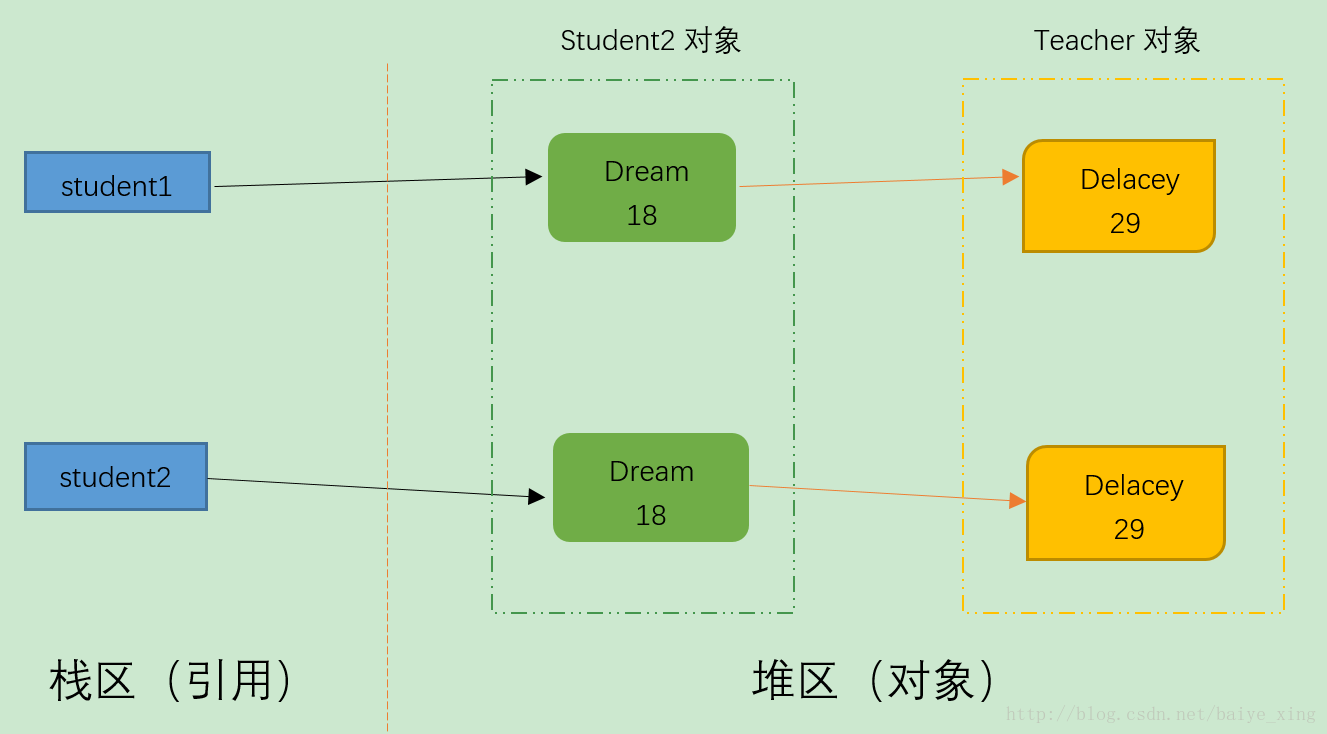 Student2 对象
Teacher 对象
student1
Dream
18
Delacey
29
student2
Dream
18
Delacey
29
栈区（引用）
堆区（对象）
http://blog.csdn.net/baiye_xing